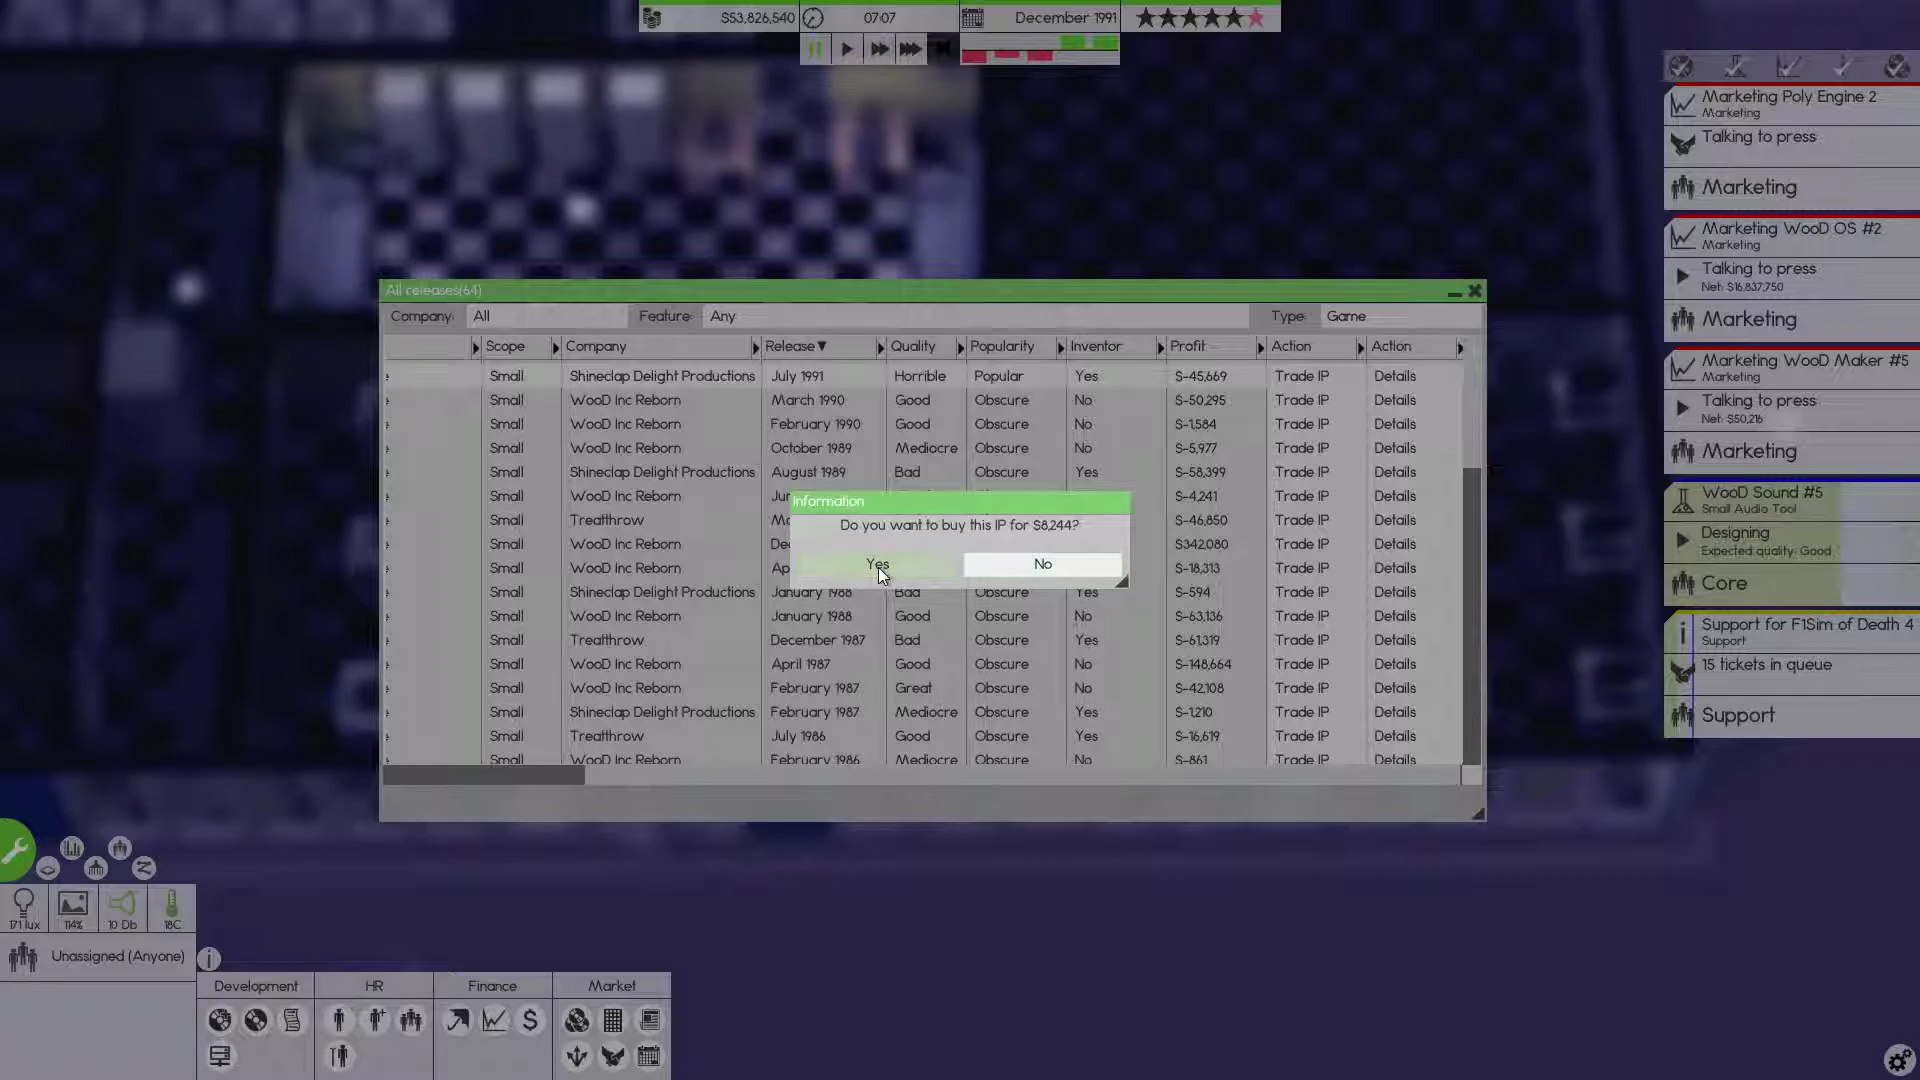 $53,826,540
07:07
December 1991
Marketing Poly Engine 2
Marketing
Talking to press
Marketing
Marketing WooD OS #2
Marketing
Talking to press
Net: $16,837,750
Marketing
Marketing WooD Maker #5
Marketing
Talking to press
Net: $50,216
Marketing
WooD Sound #5
Small Audio Tool
Designing
Expected quality: Good
Core
Support for F1Sim of Death 4
Support
15 tickets in queue
Support
All releases(64)
Company: All Feature: Any Type: Game
Scope Company Release▼ Quality Popularity Inventor Profit Action Action
Small Shineclap Delight Productions July 1991 Horrible Popular Yes $-45,669 Trade IP Details
Small WooD Inc Reborn March 1990 Good Obscure No $-50,295 Trade IP Details
Small WooD Inc Reborn February 1990 Good Obscure No $-1,584 Trade IP Details
Small WooD Inc Reborn October 1989 Mediocre Obscure No $-5,977 Trade IP Details
Small Shineclap Delight Productions August 1989 Bad Obscure Yes $-58,399 Trade IP Details
Small WooD Inc Reborn $-4,241 Trade IP Details
Small Treatthrow $-46,850 Trade IP Details
Small WooD Inc Reborn $342,080 Trade IP Details
Small WooD Inc Reborn $-18,313 Trade IP Details
Small Shineclap Delight Productions January 1988 Bad Obscure Yes $-594 Trade IP Details
Small WooD Inc Reborn January 1988 Good Obscure No $-63,136 Trade IP Details
Small Treatthrow December 1987 Bad Obscure Yes $-61,319 Trade IP Details
Small WooD Inc Reborn April 1987 Good Obscure No $-148,664 Trade IP Details
Small WooD Inc Reborn February 1987 Great Obscure No $-42,108 Trade IP Details
Small Shineclap Delight Productions February 1987 Mediocre Obscure Yes $-1,210 Trade IP Details
Small Treatthrow July 1986 Good Obscure Yes $-16,619 Trade IP Details
Small WooD Inc Reborn February 1986 Mediocre Obscure No $-861 Trade IP Details
Information
Do you want to buy this IP for $8,244?
Yes No
171 lux 114% 10 Db 18C
Unassigned (Anyone)
Development HR Finance Market